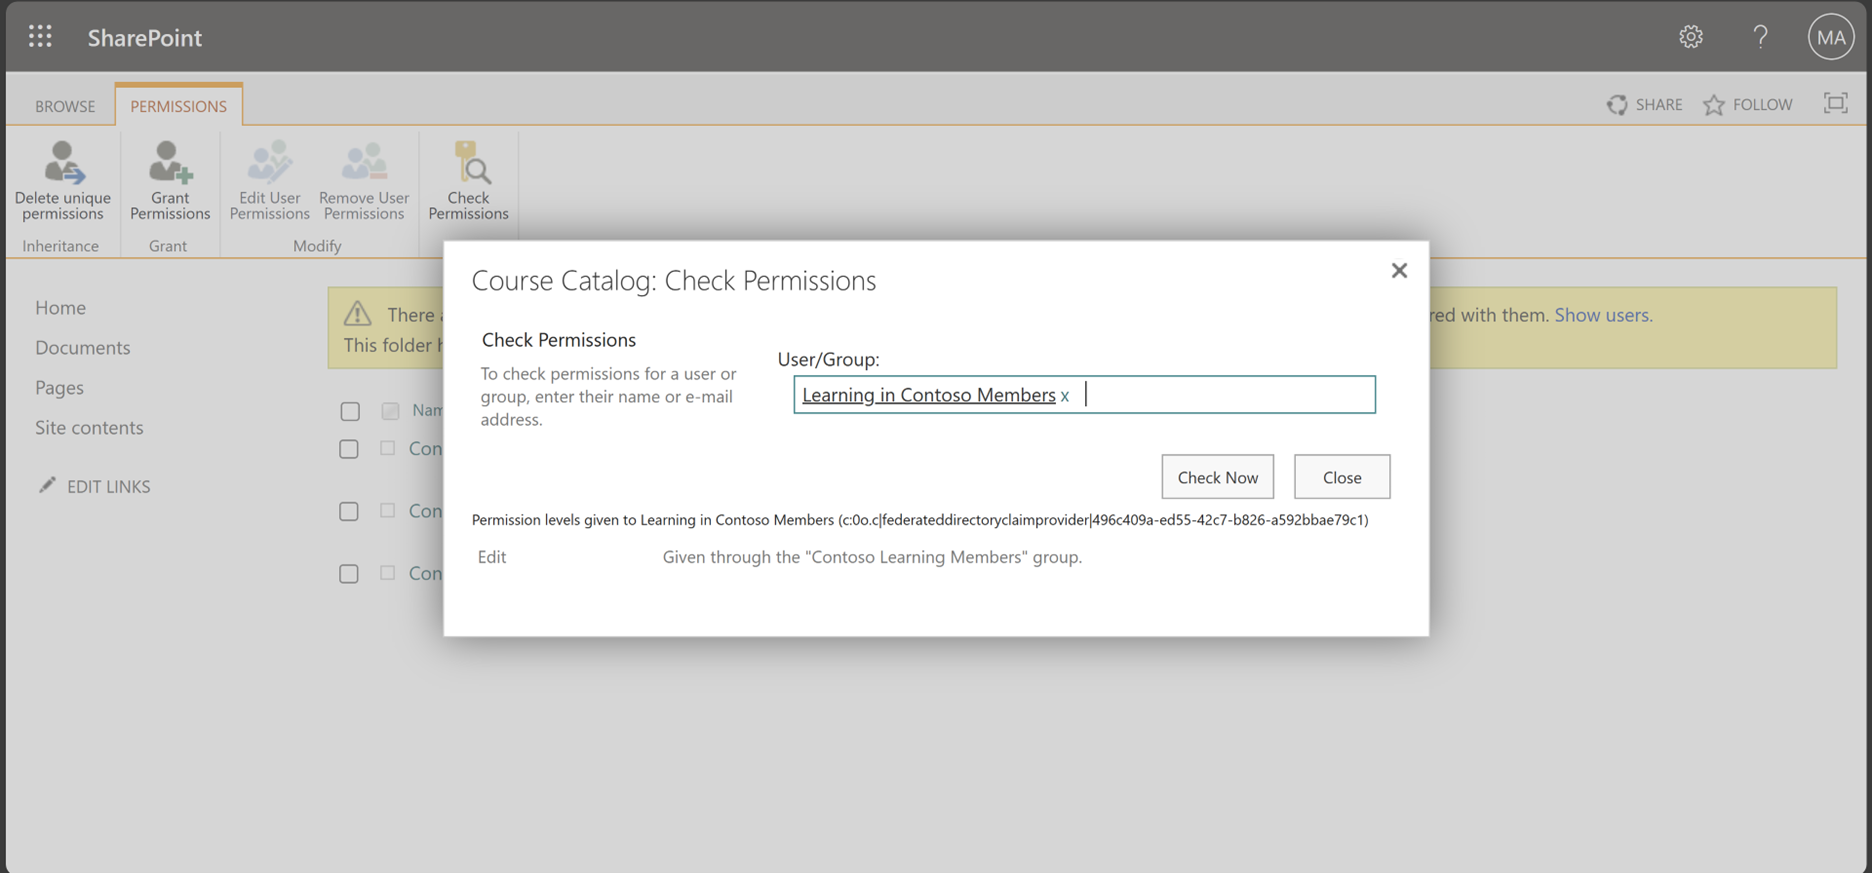 SharePoint
MA
BROWSE
PERMISSIONS
SHARE
FOLLOW
Delete unique
permissions
Grant
Permissions
Edit User
Permissions
Remove User
Permissions
Check
Permissions
Inheritance
Grant
Modify
Home
Documents
Pages
Site contents
EDIT LINKS
There
This folder
red with them. Show users.
Nam
Con
Con
Con
Course Catalog: Check Permissions
Check Permissions
To check permissions for a user or
group, enter their name or e-mail
address.
User/Group:
Learning in Contoso Members x
Check Now
Close
Permission levels given to Learning in Contoso Members (c:0o.c|federateddirectoryclaimprovider|496c409a-ed55-42c7-b826-a592bbae79c1)
Edit
Given through the "Contoso Learning Members" group.